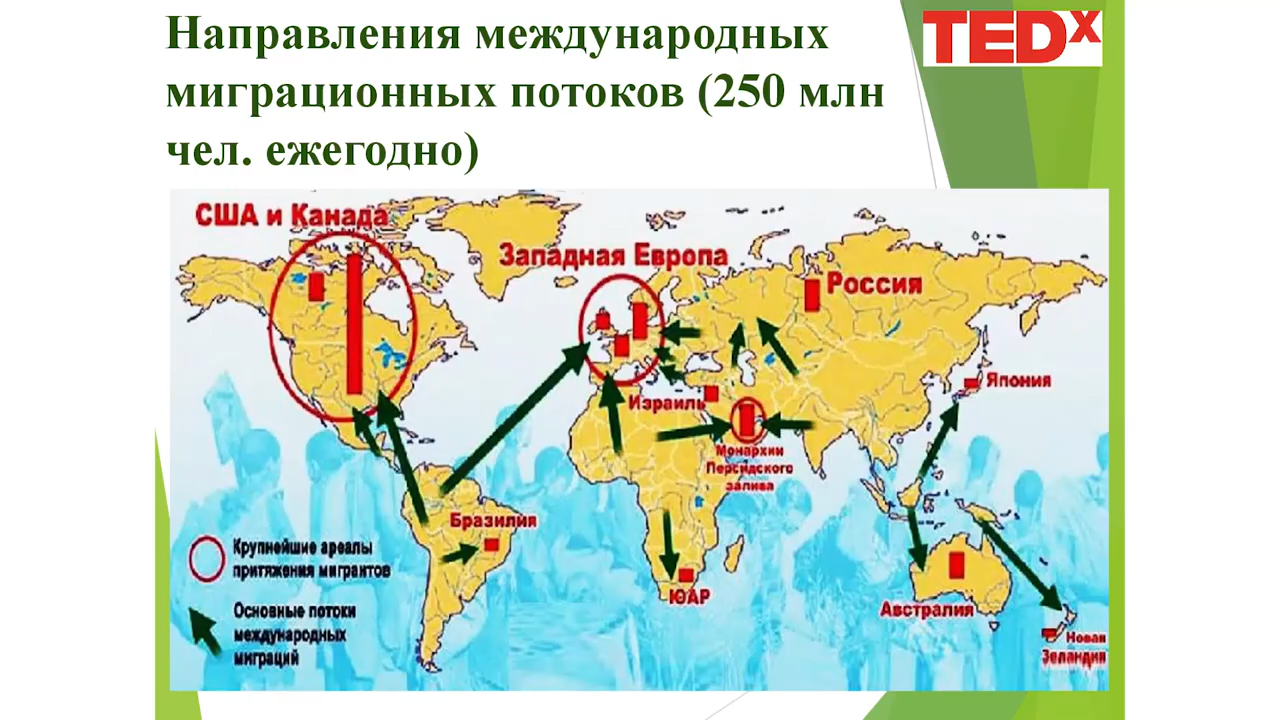 Направления международных
миграционных потоков (250 млн
чел. ежегодно)
TEDx
США и Канада
Западная Европа
Россия
Япония
Израиль
Монархии
Персидского
залива
Бразилия
Крупнейшие ареалы
притяжения мигрантов
ЮАР
Австралия
Основные потоки
международных
миграций
Новая
Зеландия